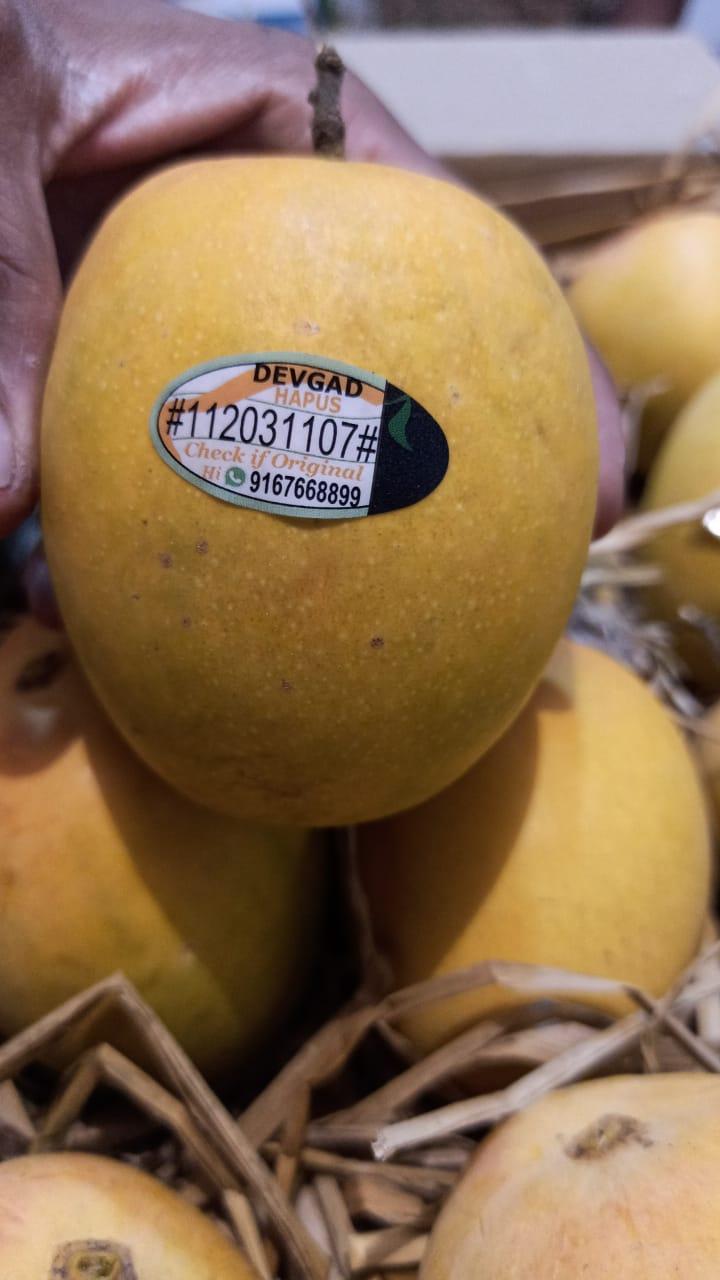 DEVGAD
HAPUS
#112031107#
Check if Original
Hi 9167668899